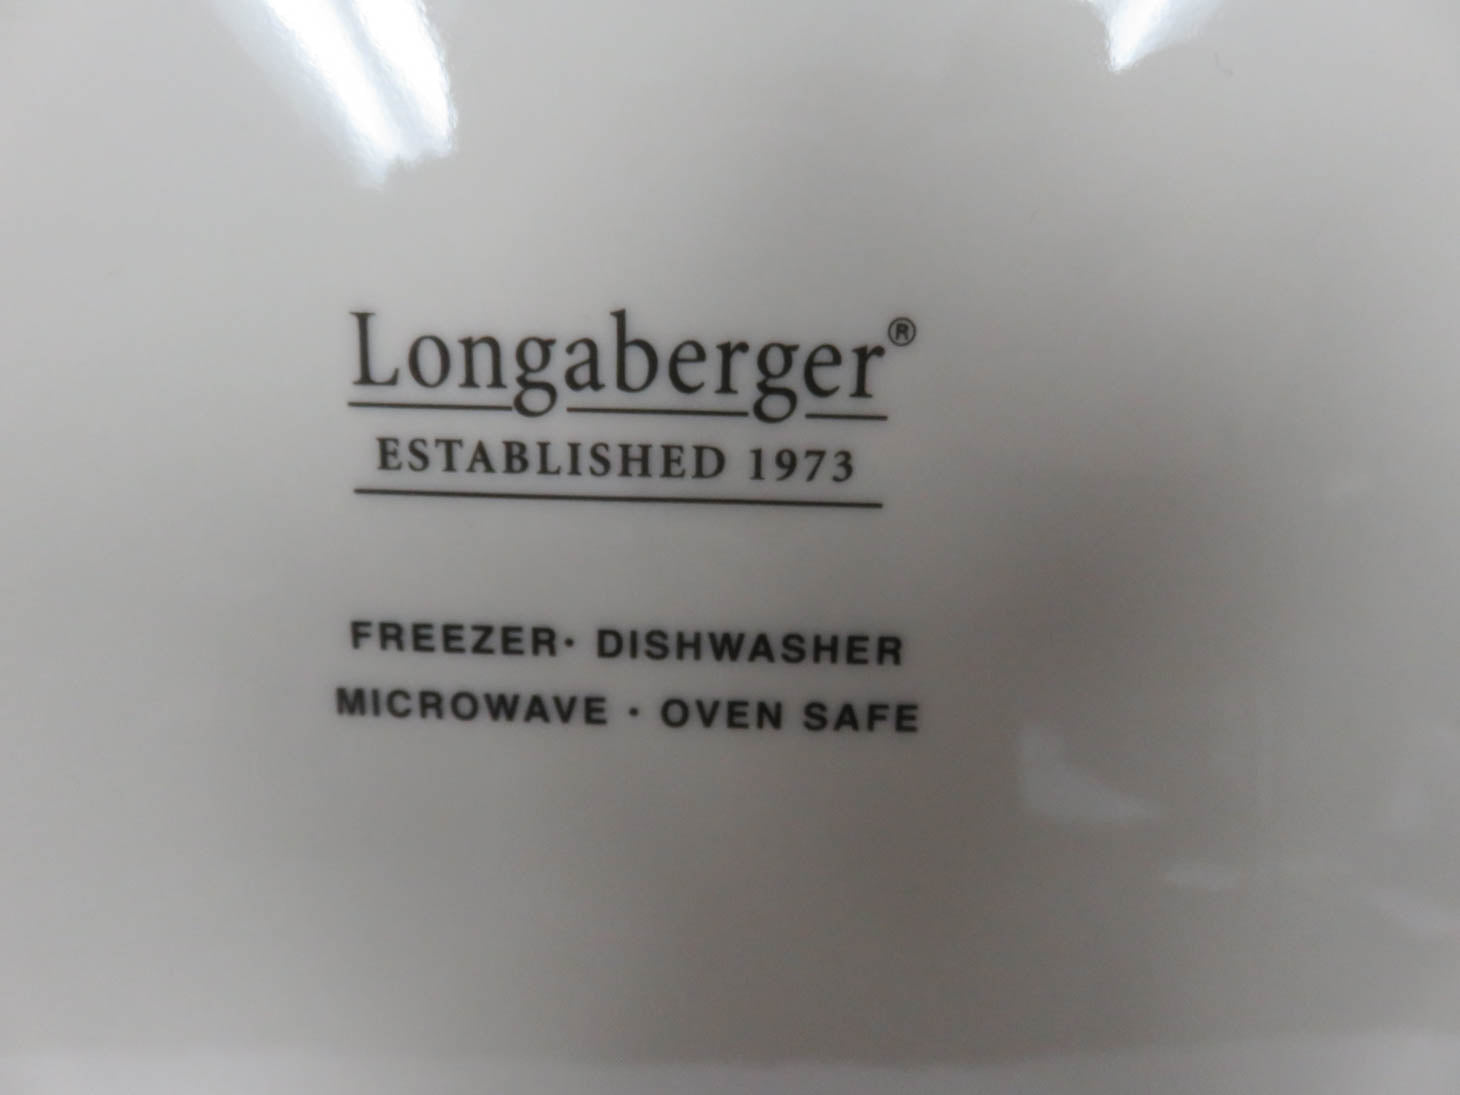 Longaberger®
ESTABLISHED 1973
FREEZER· DISHWASHER
MICROWAVE · OVEN SAFE